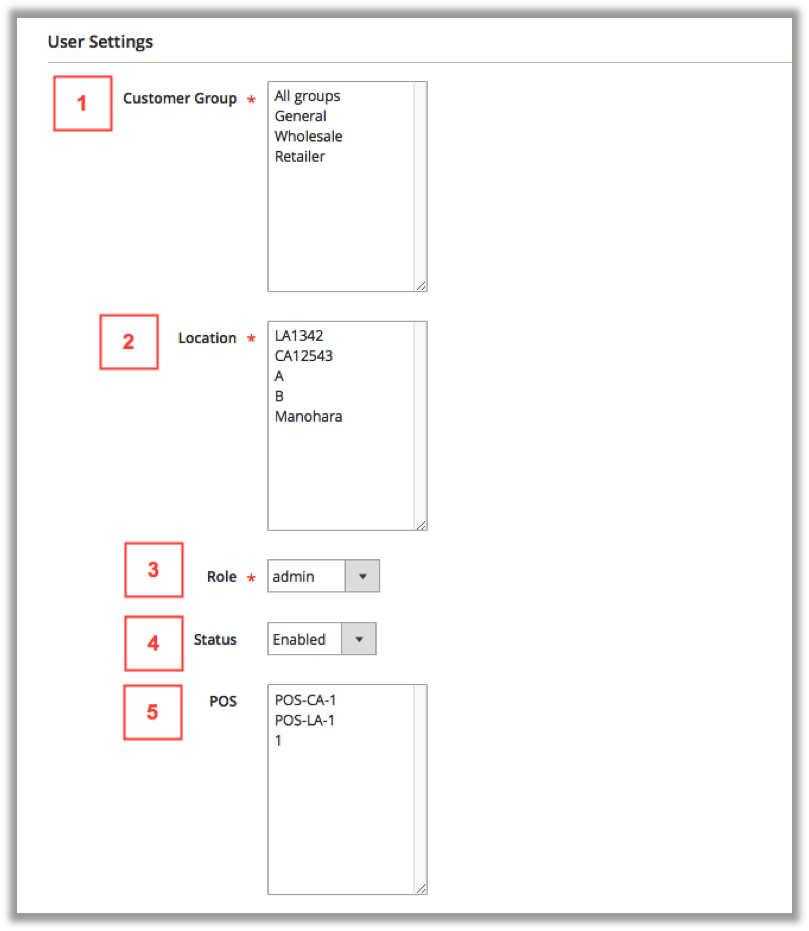 User Settings
1 Customer Group *
All groups
General
Wholesale
Retailer
2 Location *
LA1342
CA12543
A
B
Manohara
3 Role * admin
4 Status Enabled
5 POS
POS-CA-1
POS-LA-1
1